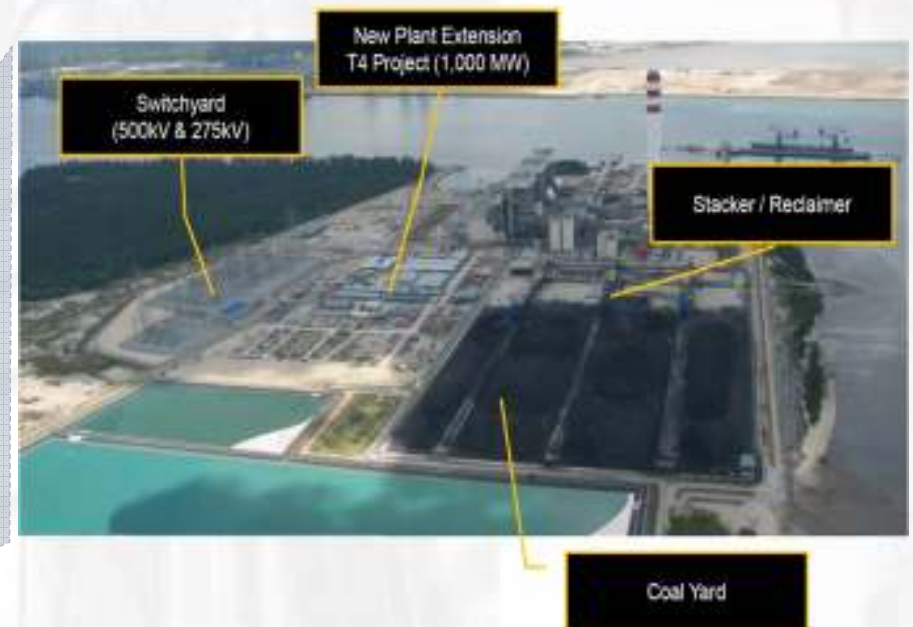 New Plant Extension
T4 Project (1,000 MW)
Switchyard
(500kV & 275kV)
Stacker / Reclaimer
Coal Yard